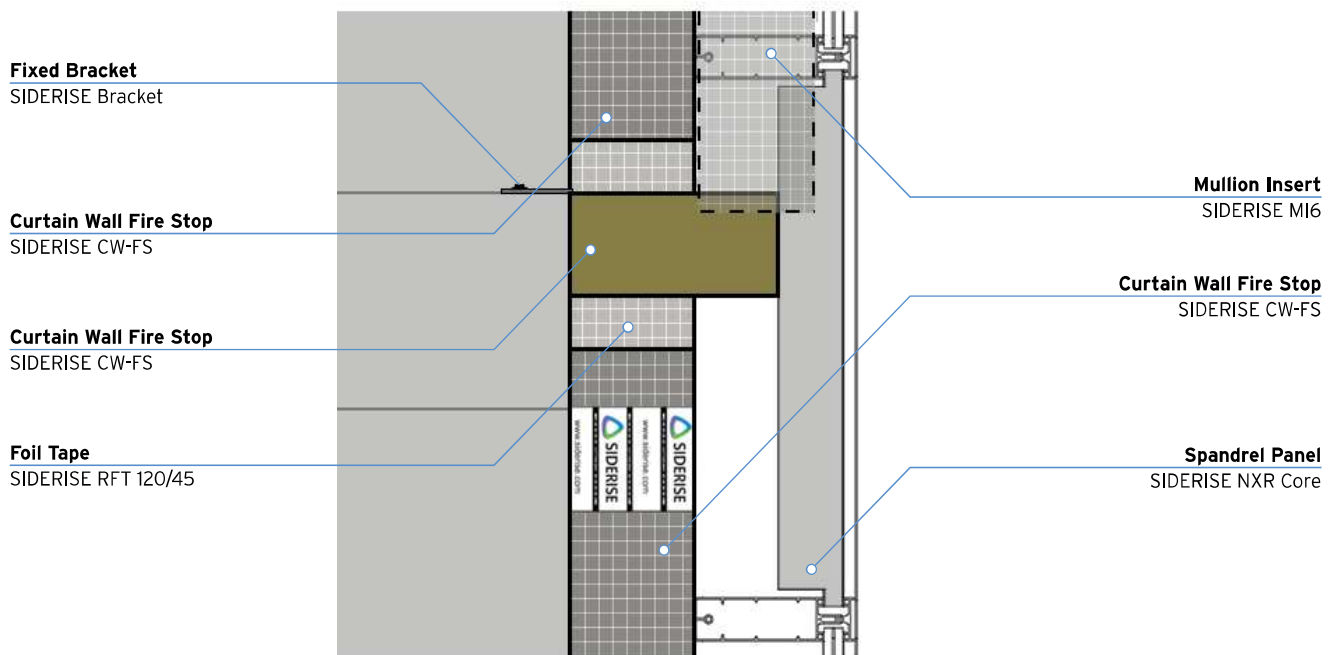 Fixed Bracket
SIDERISE Bracket
Curtain Wall Fire Stop
SIDERISE CW-FS
Curtain Wall Fire Stop
SIDERISE CW-FS
Foil Tape
SIDERISE RFT 120/45
www.siderise.com
SIDERISE
www.siderise.com
SIDERISE
Mullion Insert
SIDERISE MI6
Curtain Wall Fire Stop
SIDERISE CW-FS
Spandrel Panel
SIDERISE NXR Core